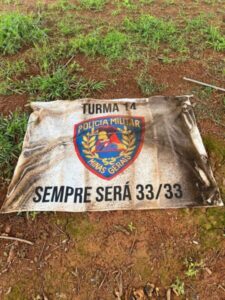 TURMA 14
POLÍCIA MILITAR
MINAS GERAIS
SEMPRE SERÁ 33/33